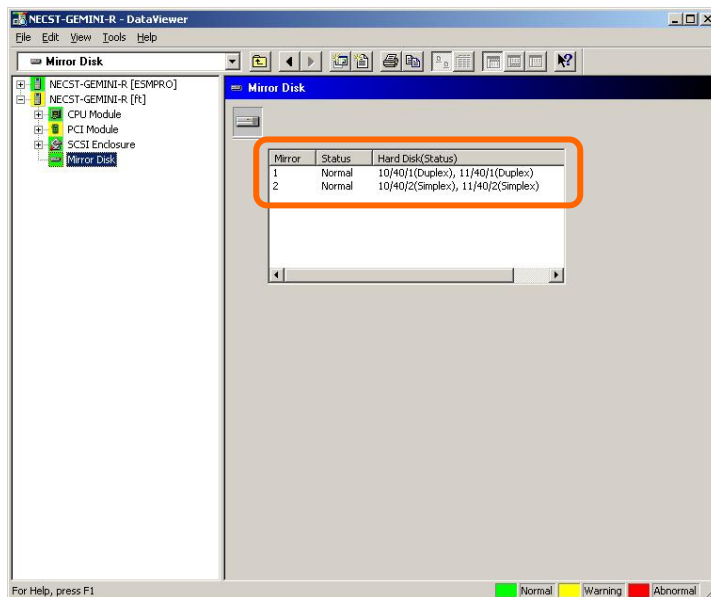 NECST-GEMINI-R - DataViewer
File Edit View Tools Help
Mirror Disk
NECST-GEMINI-R [ESMPRO]
NECST-GEMINI-R [ft]
CPU Module
PCI Module
SCSI Enclosure
Mirror Disk
Mirror Disk
Mirror Status Hard Disk(Status)
1 Normal 10/40/1(Duplex), 11/40/1(Duplex)
2 Normal 10/40/2(Simplex), 11/40/2(Simplex)
For Help, press F1 Normal Warning Abnormal